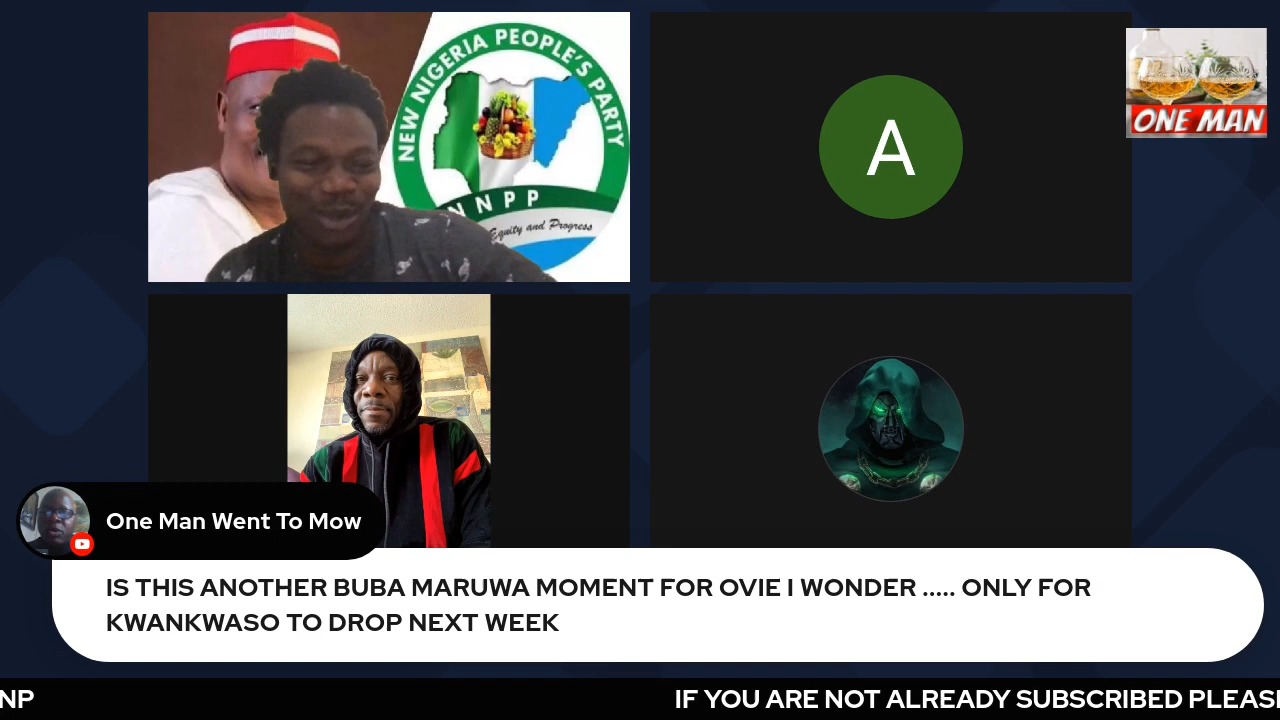 NEW NIGERIA PEOPLE'S PARTY
NNPP
Equity and Progress
A
ONE MAN
One Man Went To Mow
IS THIS ANOTHER BUBA MARUWA MOMENT FOR OVIE I WONDER ..... ONLY FOR
KWANKWASO TO DROP NEXT WEEK
NP
IF YOU ARE NOT ALREADY SUBSCRIBED PLEAS